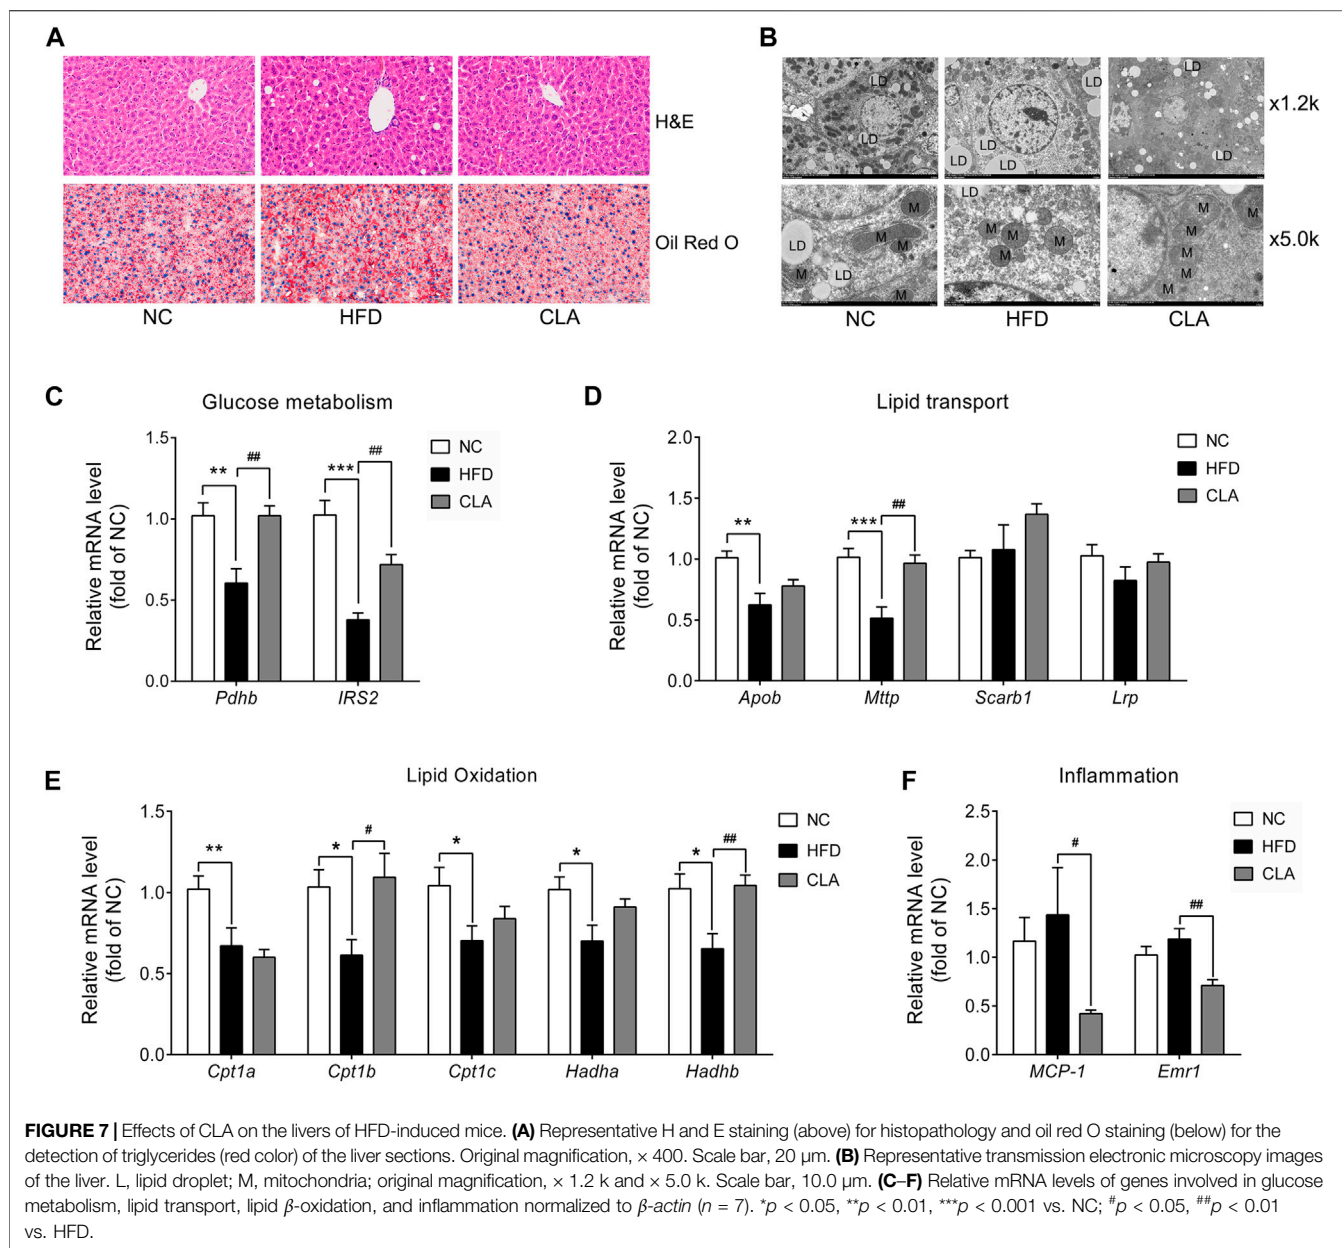 A
B
H&E
Oil Red O
NC
HFD
CLA
LD
LD
LD
LD
LD
LD
LD
LD
LD
x1.2k
M
M
M
LD
LD
M
M
LD
M
M
M
M
M
M
M
M
M
x5.0k
NC
HFD
CLA
C
Glucose metabolism
Relative mRNA level
(fold of NC)
1.5
1.0
0.5
0.0
** ## *** ##
NC
HFD
CLA
Pdhb IRS2
D
Lipid transport
Relative mRNA level
(fold of NC)
2.0
1.5
1.0
0.5
0.0
** *** ##
NC
HFD
CLA
Apob Mttp Scarb1 Lrp
E
Lipid Oxidation
Relative mRNA level
(fold of NC)
1.5
1.0
0.5
0.0
** * # * * * ##
NC
HFD
CLA
Cpt1a Cpt1b Cpt1c Hadha Hadhb
F
Inflammation
Relative mRNA level
(fold of NC)
2.5
2.0
1.5
1.0
0.5
0.0
# ##
NC
HFD
CLA
MCP-1 Emr1
FIGURE 7 | Effects of CLA on the livers of HFD-induced mice. (A) Representative H and E staining (above) for histopathology and oil red O staining (below) for the
detection of triglycerides (red color) of the liver sections. Original magnification, × 400. Scale bar, 20 μm. (B) Representative transmission electronic microscopy images
of the liver. L, lipid droplet; M, mitochondria; original magnification, × 1.2 k and × 5.0 k. Scale bar, 10.0 μm. (C–F) Relative mRNA levels of genes involved in glucose
metabolism, lipid transport, lipid β-oxidation, and inflammation normalized to β-actin (n = 7). *p < 0.05, **p < 0.01, ***p < 0.001 vs. NC; #p < 0.05, ##p < 0.01
vs. HFD.